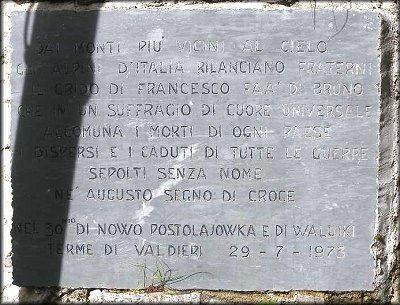 DAI MONTI PIÙ VICINI AL CIELO
GLI ALPINI D'ITALIA RILANCIANO FRATERNI
IL GRIDO DI FRANCESCO FAA' DI BRUNO
CHE IN UN SUFFRAGIO DI CUORE UNIVERSALE
ACCOMUNA I MORTI DI OGNI PAESE
I DISPERSI E I CADUTI DI TUTTE LE GUERRE
SEPOLTI SENZA NOME
NE' AUGUSTO SEGNO DI CROCE
NEL 30MO DI NOWO POSTOLAJOWKA E DI WALUIKI
TERME DI VALDIERI 29-7-1973